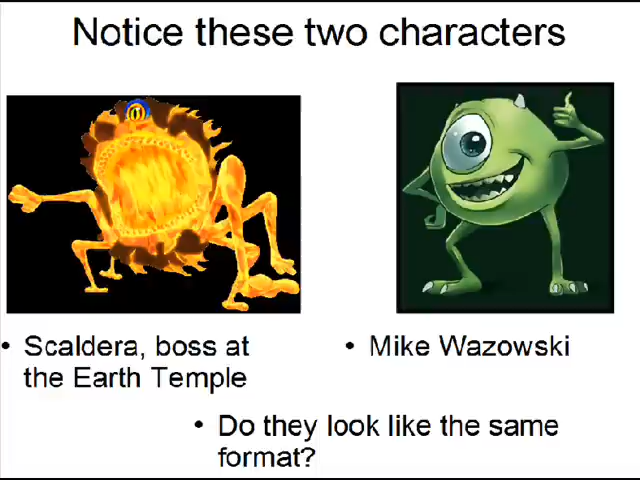 Notice these two characters
• Scaldera, boss at
the Earth Temple
• Mike Wazowski
• Do they look like the same
format?